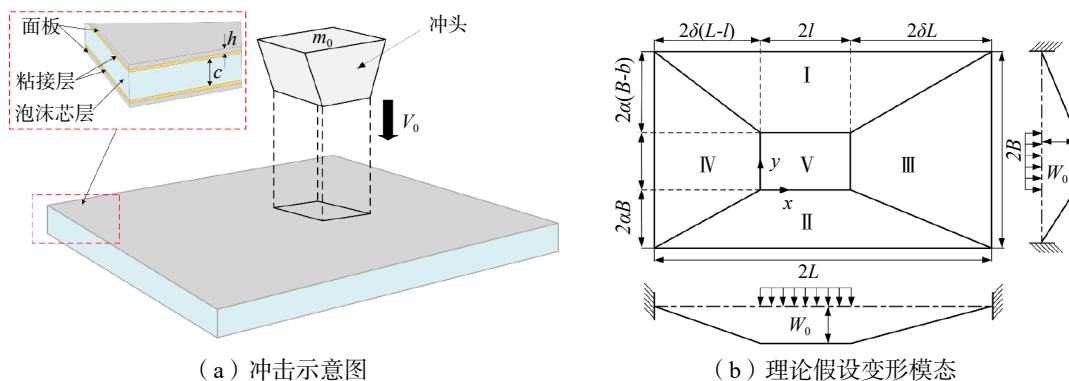 面板
粘接层
泡沫芯层
h
c
m₀
冲头
V₀
(a)冲击示意图
2δ(L-l)
2l
2δL
2α(B-b)
2αB
I
II
III
IV
V
y
x
2B
W₀
2L
W₀
(b)理论假设变形模态